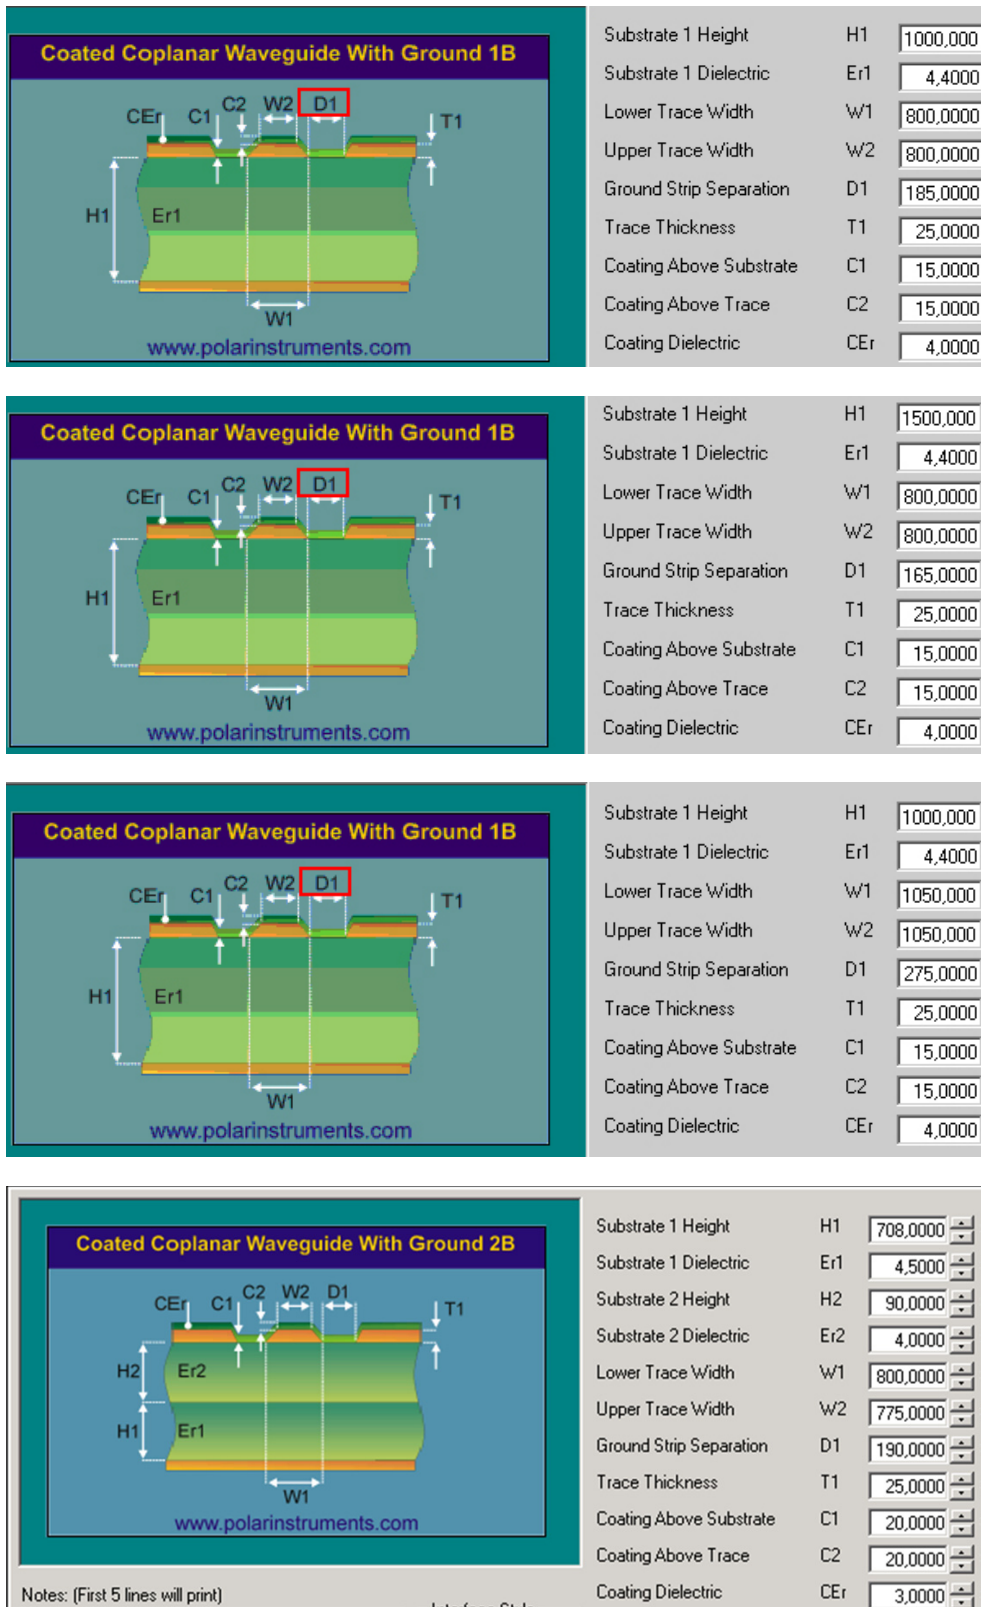 Coated Coplanar Waveguide With Ground 1B
CEr C1 C2 W2 D1 T1
H1 Er1
W1
www.polarinstruments.com
Substrate 1 Height H1 1000,000
Substrate 1 Dielectric Er1 4,4000
Lower Trace Width W1 800,0000
Upper Trace Width W2 800,0000
Ground Strip Separation D1 185,0000
Trace Thickness T1 25,0000
Coating Above Substrate C1 15,0000
Coating Above Trace C2 15,0000
Coating Dielectric CEr 4,0000
Coated Coplanar Waveguide With Ground 1B
CEr C1 C2 W2 D1 T1
H1 Er1
W1
www.polarinstruments.com
Substrate 1 Height H1 1500,000
Substrate 1 Dielectric Er1 4,4000
Lower Trace Width W1 800,0000
Upper Trace Width W2 800,0000
Ground Strip Separation D1 165,0000
Trace Thickness T1 25,0000
Coating Above Substrate C1 15,0000
Coating Above Trace C2 15,0000
Coating Dielectric CEr 4,0000
Coated Coplanar Waveguide With Ground 1B
CEr C1 C2 W2 D1 T1
H1 Er1
W1
www.polarinstruments.com
Substrate 1 Height H1 1000,000
Substrate 1 Dielectric Er1 4,4000
Lower Trace Width W1 1050,000
Upper Trace Width W2 1050,000
Ground Strip Separation D1 275,0000
Trace Thickness T1 25,0000
Coating Above Substrate C1 15,0000
Coating Above Trace C2 15,0000
Coating Dielectric CEr 4,0000
Coated Coplanar Waveguide With Ground 2B
CEr C1 C2 W2 D1 T1
H2 Er2
H1 Er1
W1
www.polarinstruments.com
Substrate 1 Height H1 708,0000
Substrate 1 Dielectric Er1 4,5000
Substrate 2 Height H2 90,0000
Substrate 2 Dielectric Er2 4,0000
Lower Trace Width W1 800,0000
Upper Trace Width W2 775,0000
Ground Strip Separation D1 190,0000
Trace Thickness T1 25,0000
Coating Above Substrate C1 20,0000
Coating Above Trace C2 20,0000
Coating Dielectric CEr 3,0000
Notes: (First 5 lines will print)